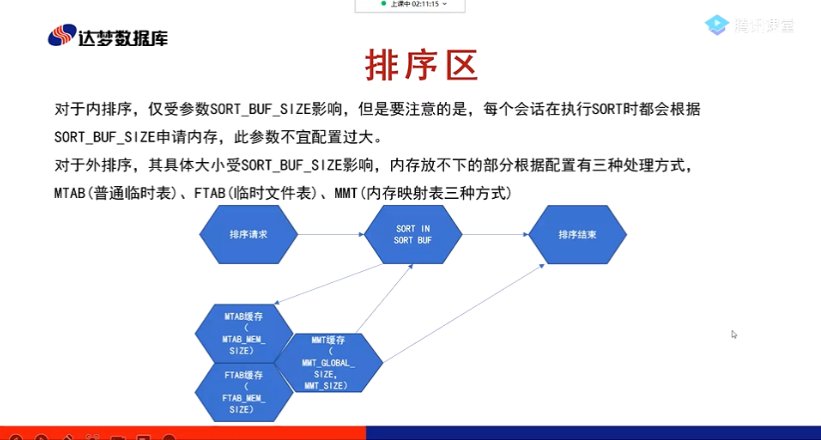 上课中 02:11:15
腾讯课堂
达梦数据库
排序区
对于内排序，仅受参数SORT_BUF_SIZE影响，但是要注意的是，每个会话在执行SORT时都会根据
SORT_BUF_SIZE申请内存，此参数不宜配置过大。
对于外排序，其具体大小受SORT_BUF_SIZE影响，内存放不下的部分根据配置有三种处理方式，
MTAB(普通临时表)、FTAB(临时文件表)、MMT(内存映射表三种方式)
排序请求
SORT IN
SORT BUF
排序结束
MTAB缓存
(
MTAB_MEM_
SIZE)
MMT缓存
(
MMT_GLOBAL_
SIZE,
MMT_SIZE)
FTAB缓存
(
FTAB_MEM_
SIZE)